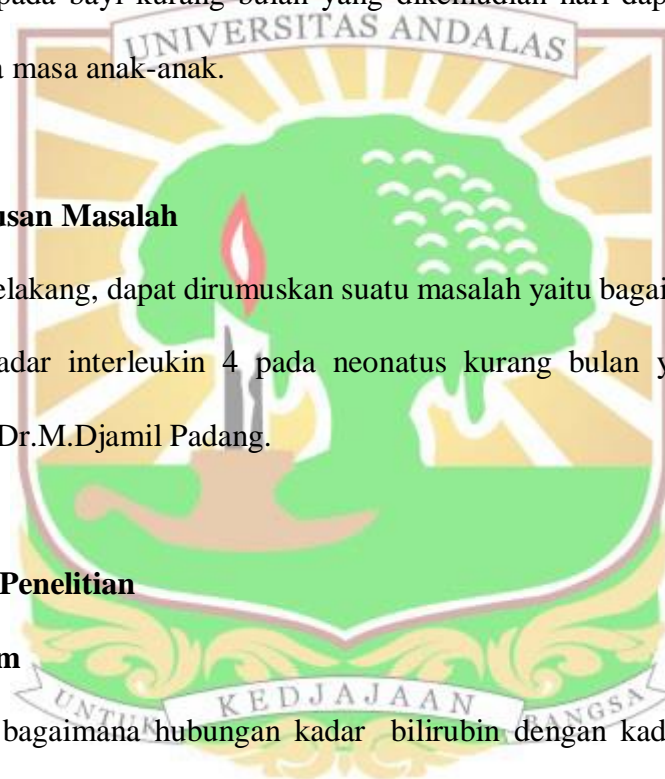 pada bayi kurang bulan yang dikemudian hari dap
UNIVERSITAS ANDALAS
masa anak-anak.
usan Masalah
elakang, dapat dirumuskan suatu masalah yaitu bagai
adar interleukin 4 pada neonatus kurang bulan y
Dr.M.Djamil Padang.
Penelitian
m
UNTUK KEDJAJAAN BANGSA
bagaimana hubungan kadar bilirubin dengan kad